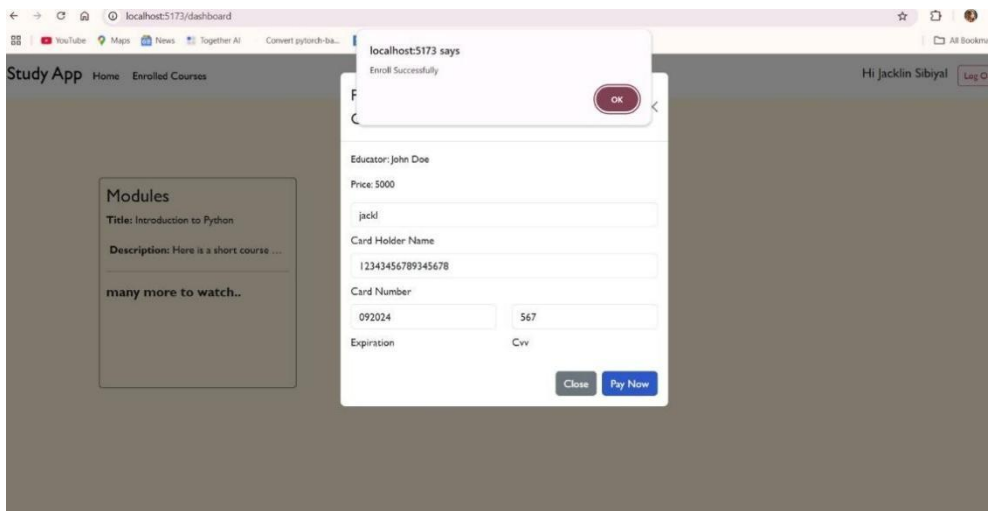 localhost:5173/dashboard
YouTube Maps News Together AI Convert pytorch-ba... All Bookma
localhost:5173 says
Enroll Successfully
OK
Study App Home Enrolled Courses Hi Jacklin Sibiyal Log O
Educator: John Doe
Price: 5000
jackl
Card Holder Name
12343456789345678
Card Number
092024 567
Expiration Cvv
Close Pay Now
Modules
Title: Introduction to Python
Description: Here is a short course ...
many more to watch..